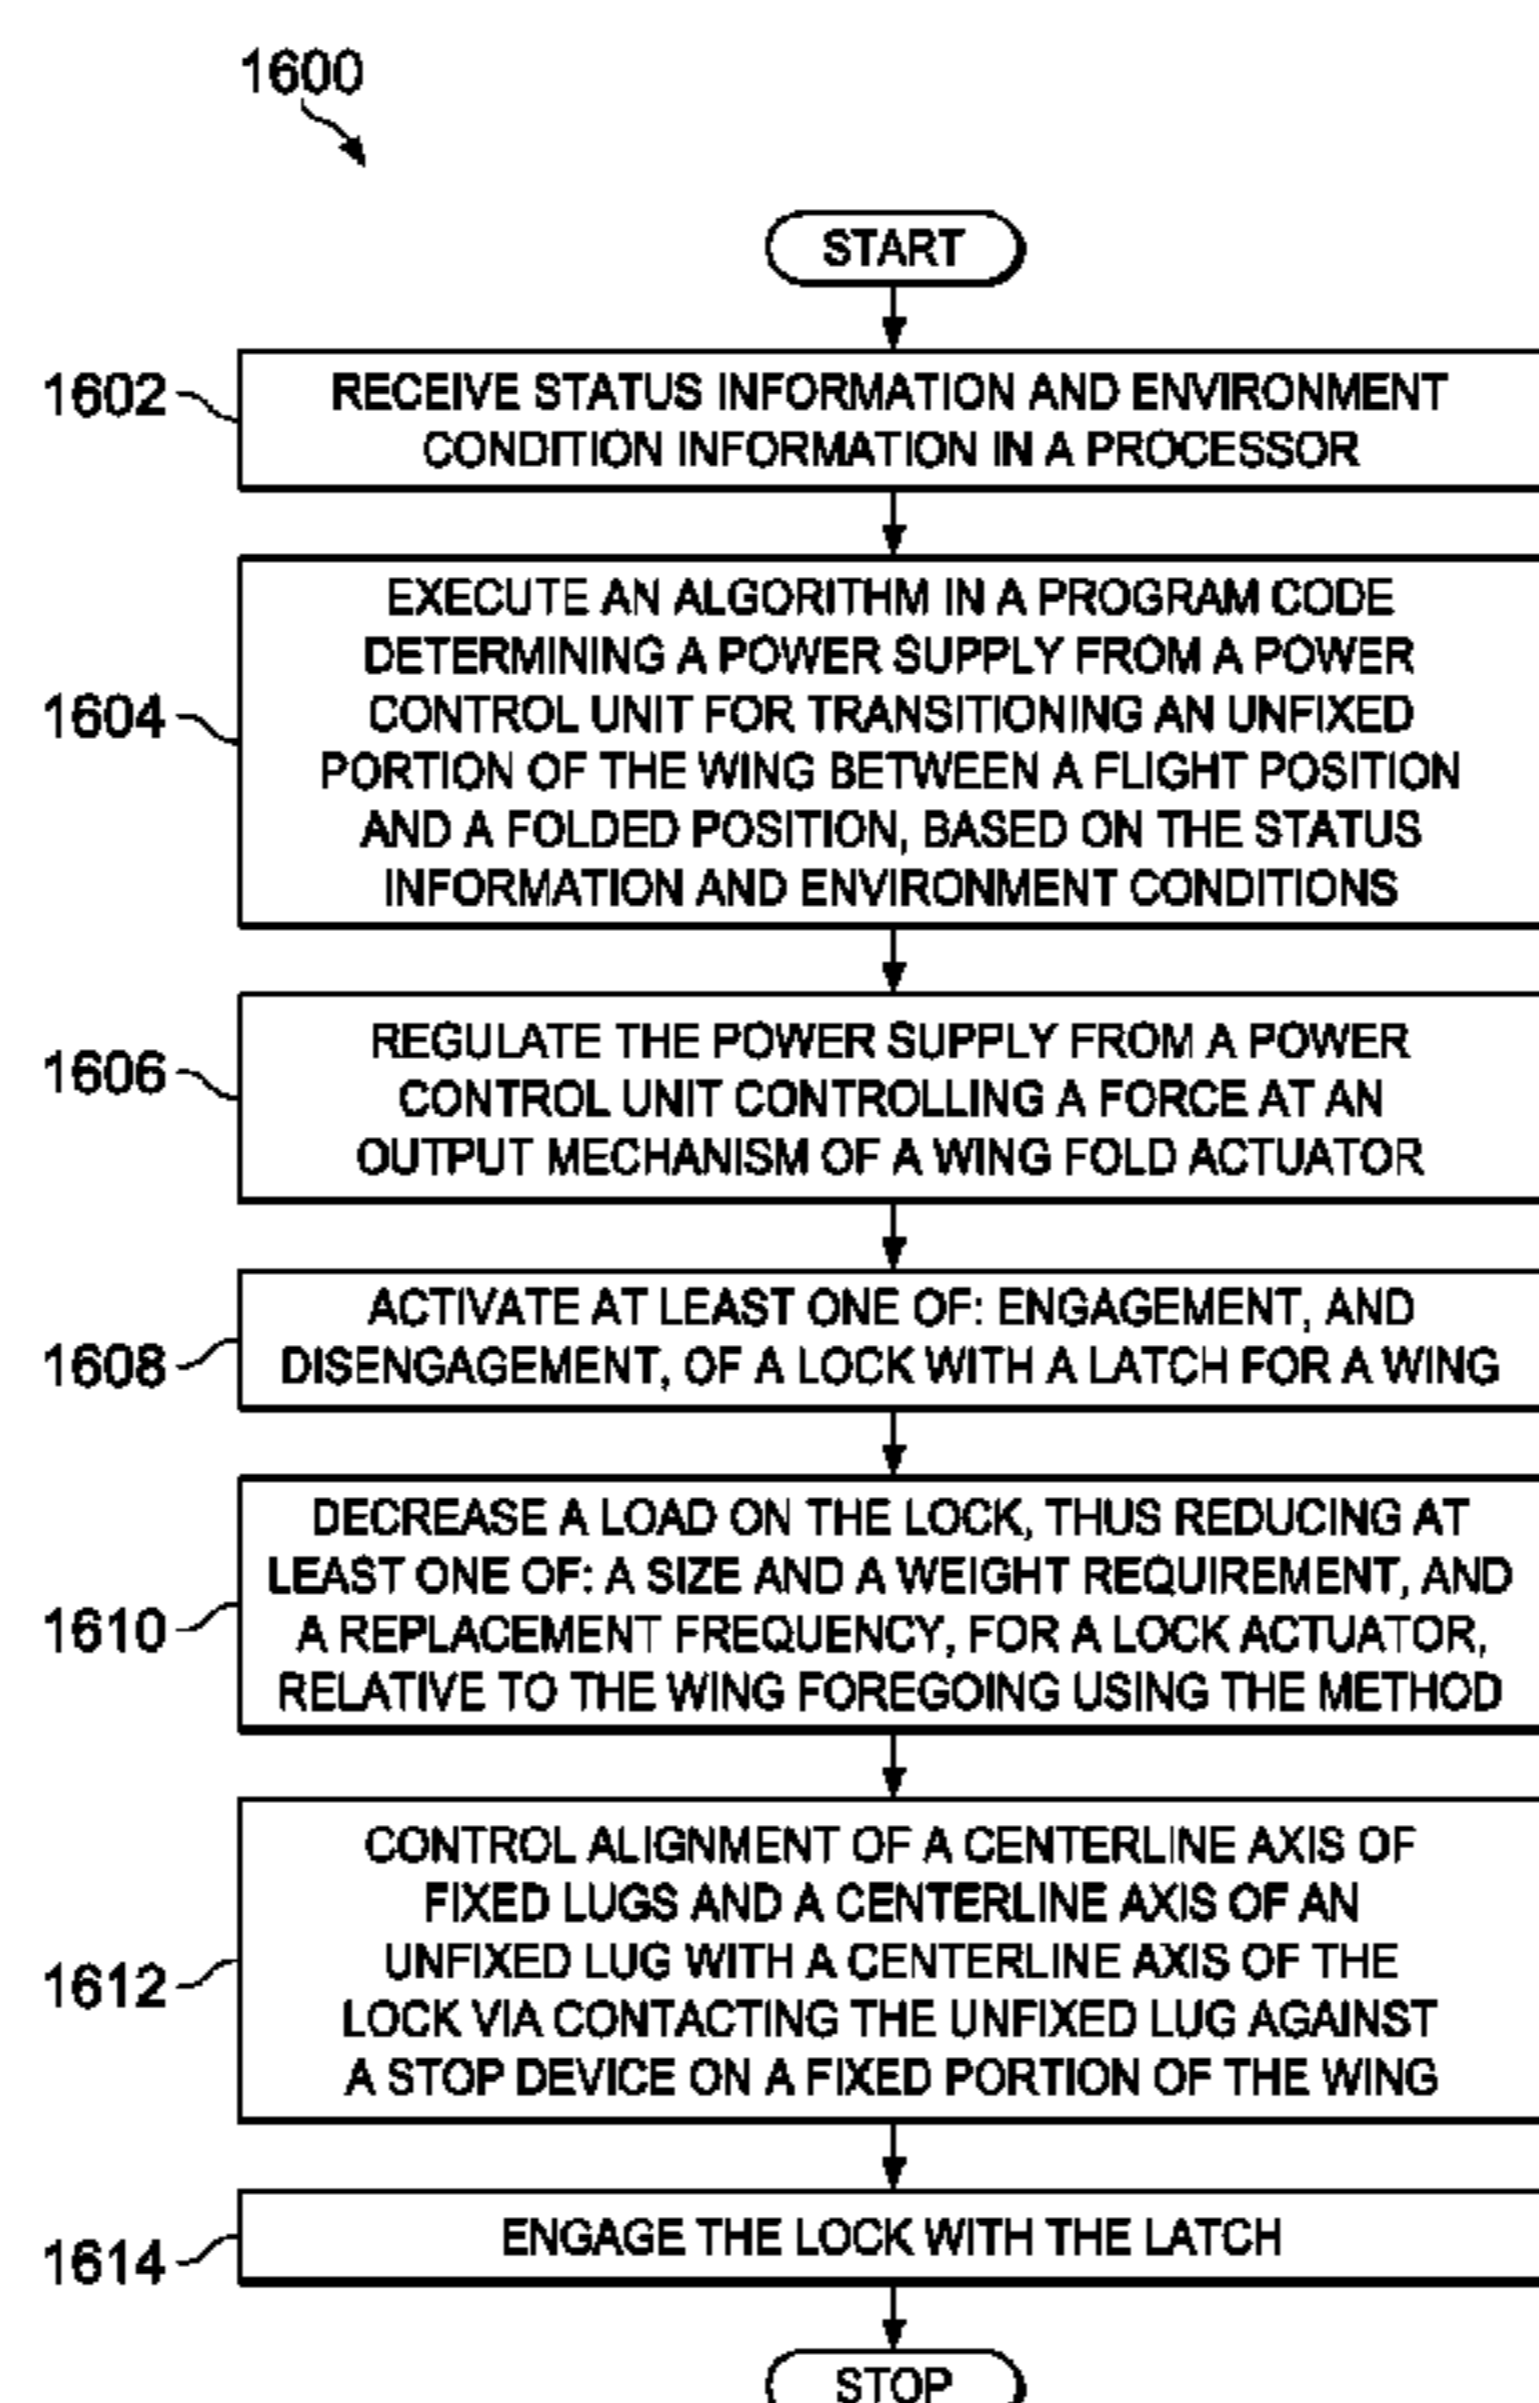 1600
START
1602
RECEIVE STATUS INFORMATION AND ENVIRONMENT
CONDITION INFORMATION IN A PROCESSOR
1604
EXECUTE AN ALGORITHM IN A PROGRAM CODE
DETERMINING A POWER SUPPLY FROM A POWER
CONTROL UNIT FOR TRANSITIONING AN UNFIXED
PORTION OF THE WING BETWEEN A FLIGHT POSITION
AND A FOLDED POSITION, BASED ON THE STATUS
INFORMATION AND ENVIRONMENT CONDITIONS
1606
REGULATE THE POWER SUPPLY FROM A POWER
CONTROL UNIT CONTROLLING A FORCE AT AN
OUTPUT MECHANISM OF A WING FOLD ACTUATOR
1608
ACTIVATE AT LEAST ONE OF: ENGAGEMENT, AND
DISENGAGEMENT, OF A LOCK WITH A LATCH FOR A WING
1610
DECREASE A LOAD ON THE LOCK, THUS REDUCING AT
LEAST ONE OF: A SIZE AND A WEIGHT REQUIREMENT, AND
A REPLACEMENT FREQUENCY, FOR A LOCK ACTUATOR,
RELATIVE TO THE WING FOREGOING USING THE METHOD
1612
CONTROL ALIGNMENT OF A CENTERLINE AXIS OF
FIXED LUGS AND A CENTERLINE AXIS OF AN
UNFIXED LUG WITH A CENTERLINE AXIS OF THE
LOCK VIA CONTACTING THE UNFIXED LUG AGAINST
A STOP DEVICE ON A FIXED PORTION OF THE WING
1614
ENGAGE THE LOCK WITH THE LATCH
STOP